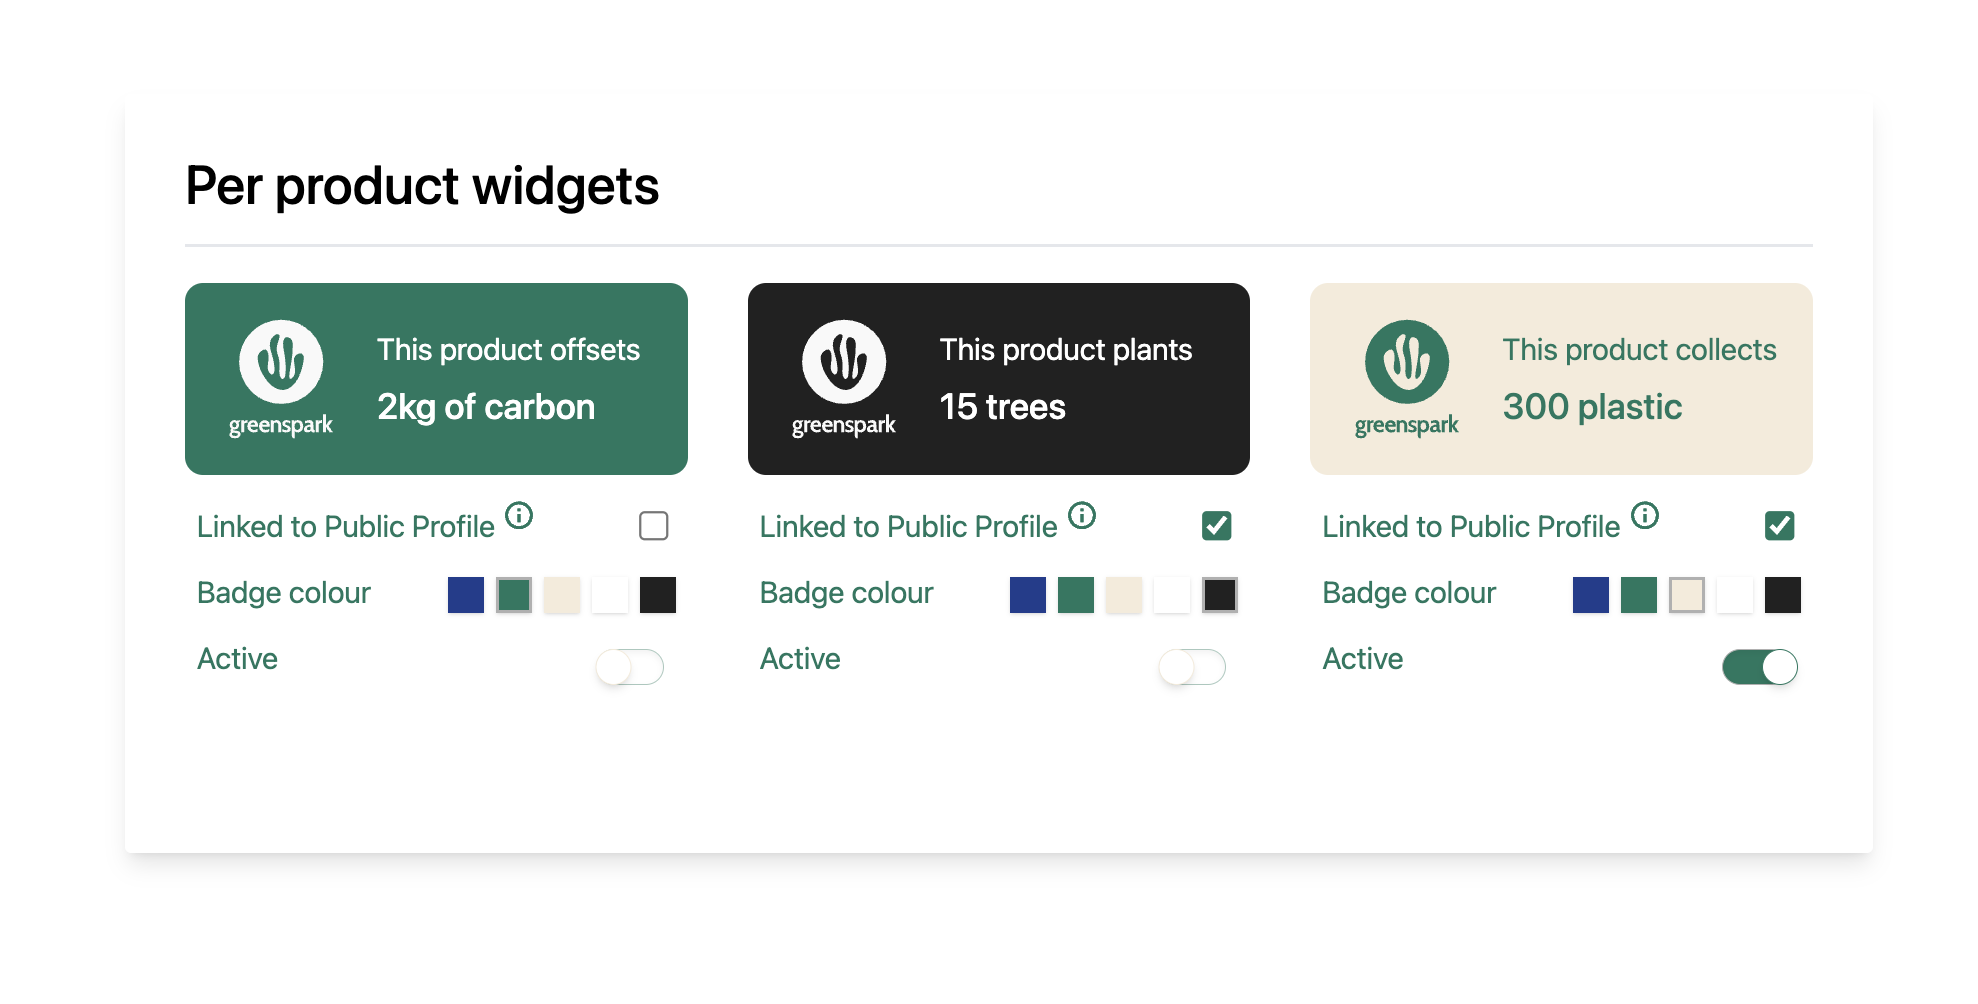 Per product widgets
This product offsets
2kg of carbon
greenspark
This product plants
15 trees
greenspark
This product collects
300 plastic
greenspark
Linked to Public Profile
Badge colour
Active
Linked to Public Profile
Badge colour
Active
Linked to Public Profile
Badge colour
Active